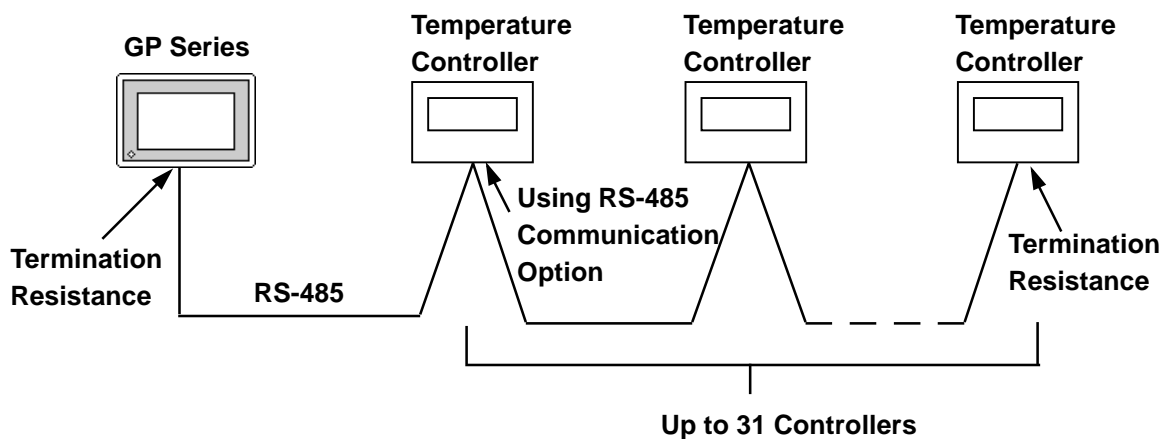 GP Series
Temperature
Controller
Temperature
Controller
Temperature
Controller
Termination
Resistance
RS-485
Using RS-485
Communication
Option
Termination
Resistance
Up to 31 Controllers